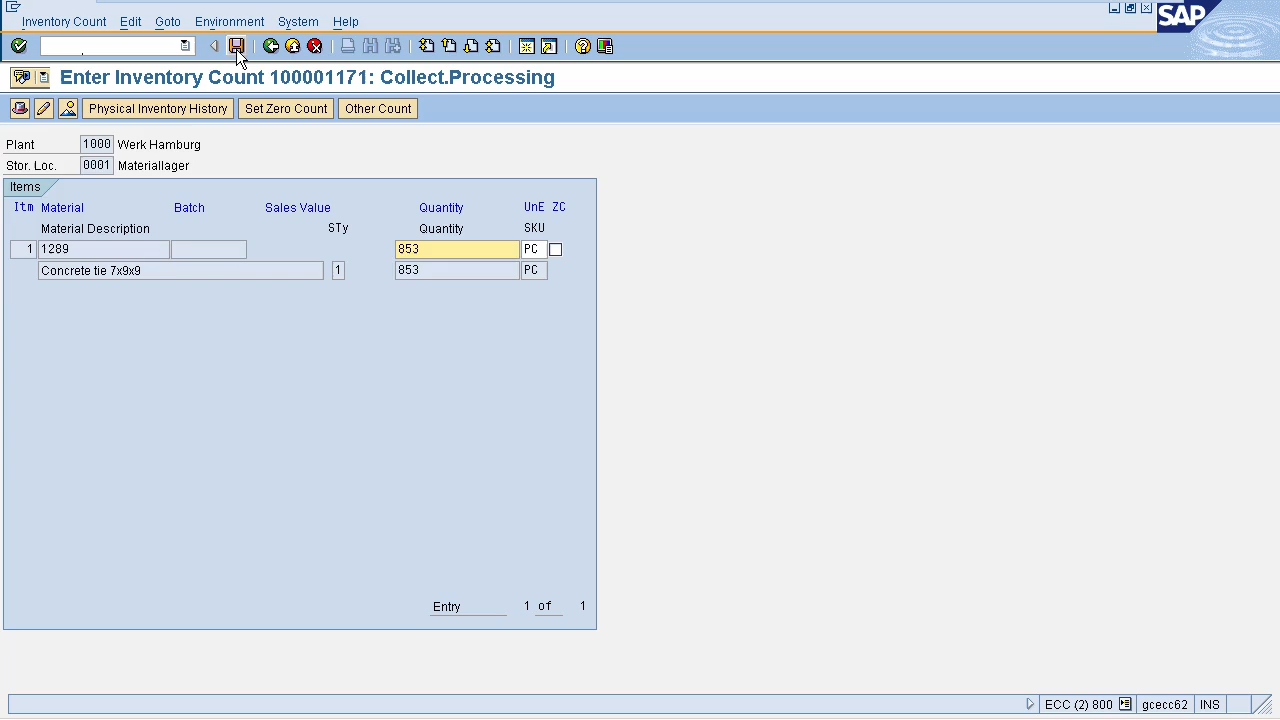 Inventory Count Edit Goto Environment System Help
SAP
Enter Inventory Count 100001171: Collect.Processing
Physical Inventory History Set Zero Count Other Count
Plant 1000 Werk Hamburg
Stor. Loc. 0001 Materiallager
Items
Itm Material Batch Sales Value Quantity UnE ZC
Material Description STy Quantity SKU
1 1289 853 PC
Concrete tie 7x9x9 1 853 PC
Entry 1 of 1
ECC (2) 800 gcecc62 INS